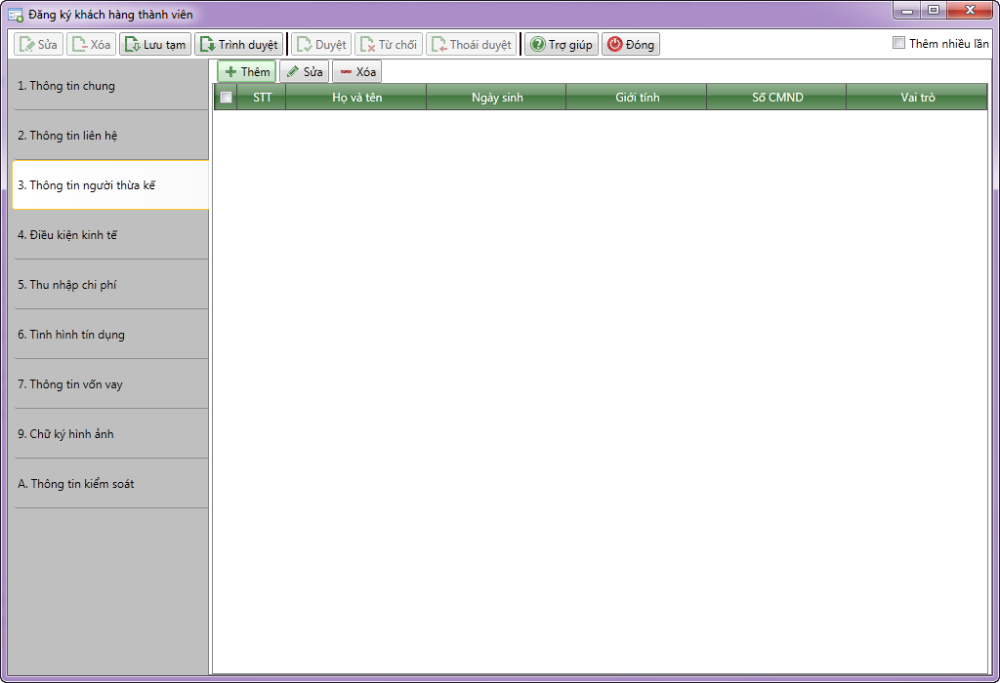 Đăng ký khách hàng thành viên
Sửa Xóa Lưu tạm Trình duyệt Duyệt Từ chối Thoái duyệt Trợ giúp Đóng Thêm nhiều lần
1. Thông tin chung
2. Thông tin liên hệ
3. Thông tin người thừa kế
4. Điều kiện kinh tế
5. Thu nhập chi phí
6. Tình hình tín dụng
7. Thông tin vốn vay
9. Chữ ký hình ảnh
A. Thông tin kiểm soát
Thêm Sửa Xóa
STT Họ và tên Ngày sinh Giới tính Số CMND Vai trò